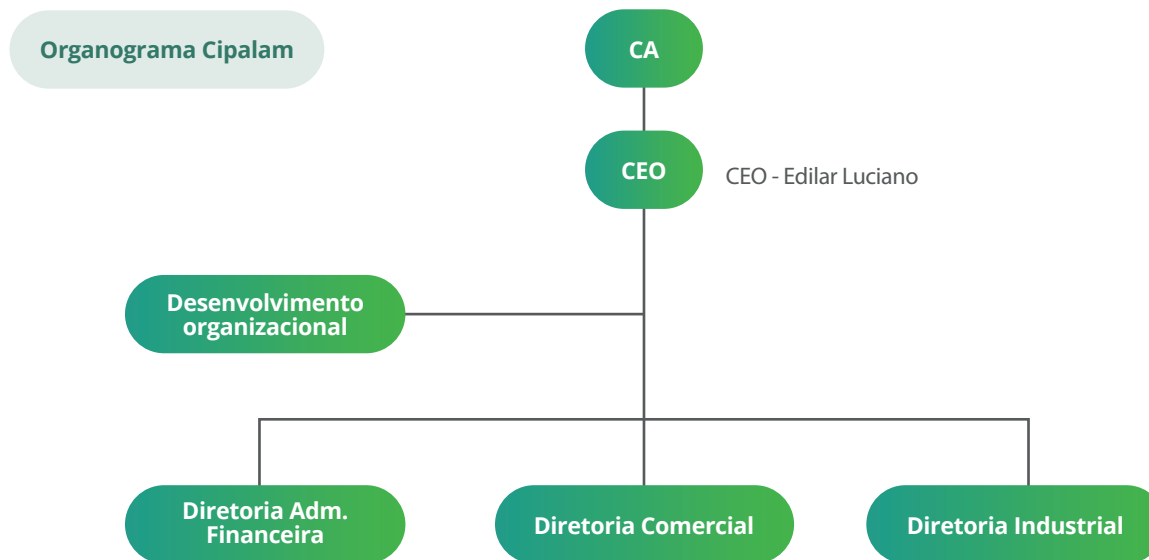 Organograma Cipalam
CA
CEO
CEO - Edilar Luciano
Desenvolvimento
organizacional
Diretoria Adm.
Financeira
Diretoria Comercial
Diretoria Industrial